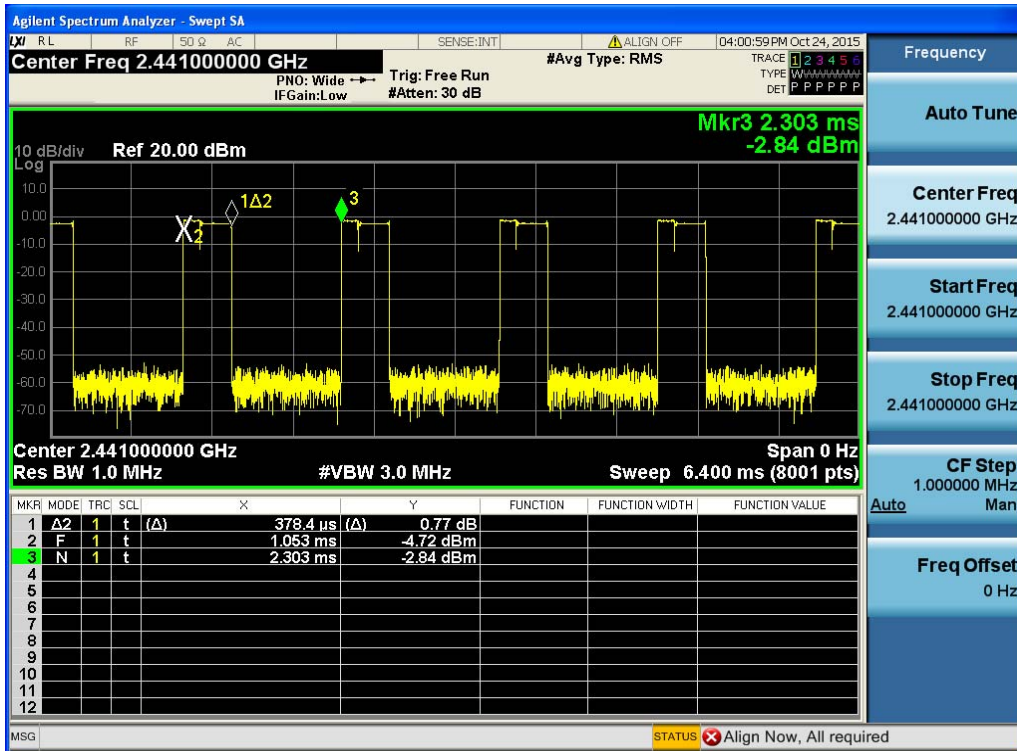 Agilent Spectrum Analyzer - Swept SA
LXI RL RF 50 Ω AC SENSE:INT ALIGN OFF 04:00:59 PM Oct 24, 2015
Center Freq 2.441000000 GHz
PNO: Wide
IFGain:Low
Trig: Free Run
#Atten: 30 dB
#Avg Type: RMS
TRACE 1 2 3 4 5 6
TYPE W
DET P P P P P P
Mkr3 2.303 ms
-2.84 dBm
10 dB/div Ref 20.00 dBm
Log
10.0
0.00
-10.0
-20.0
-30.0
-40.0
-50.0
-60.0
-70.0
1Δ2
X2
3
Center 2.441000000 GHz Span 0 Hz
Res BW 1.0 MHz #VBW 3.0 MHz Sweep 6.400 ms (8001 pts)
MKR MODE TRC SCL X Y FUNCTION FUNCTION WIDTH FUNCTION VALUE
1 Δ2 1 t (Δ) 378.4 µs (Δ) 0.77 dB
2 F 1 t 1.053 ms -4.72 dBm
3 N 1 t 2.303 ms -2.84 dBm
4
5
6
7
8
9
10
11
12
MSG STATUS Align Now, All required
Frequency
Auto Tune
Center Freq
2.441000000 GHz
Start Freq
2.441000000 GHz
Stop Freq
2.441000000 GHz
CF Step
1.000000 MHz
Auto Man
Freq Offset
0 Hz